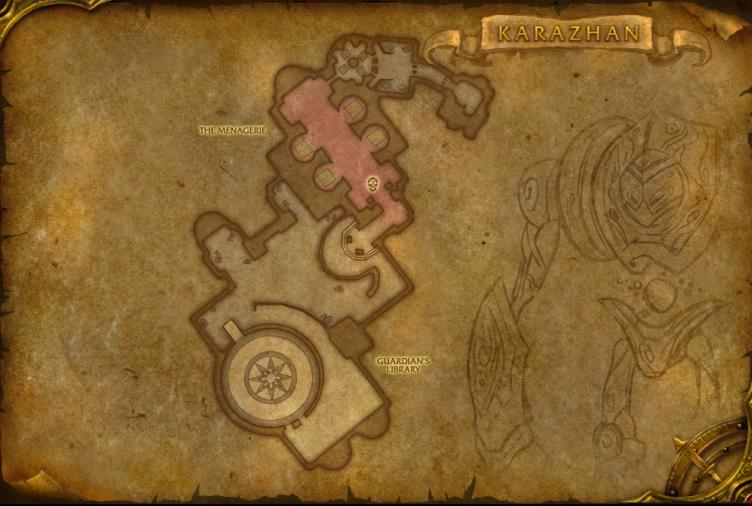 KARAZHAN
THE MENAGERIE
GUARDIAN'S
LIBRARY